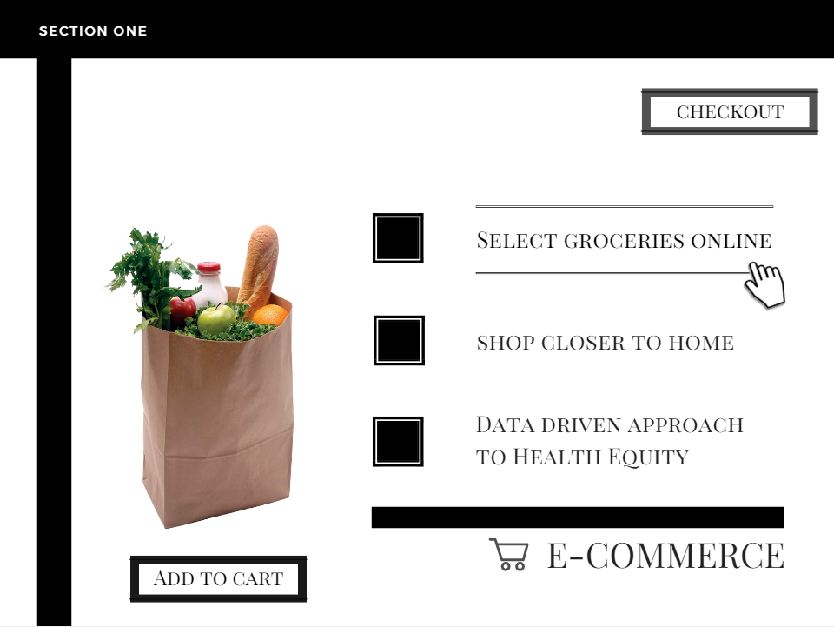 SECTION ONE
CHECKOUT
SELECT GROCERIES ONLINE
SHOP CLOSER TO HOME
DATA DRIVEN APPROACH
TO HEALTH EQUITY
E-COMMERCE
ADD TO CART